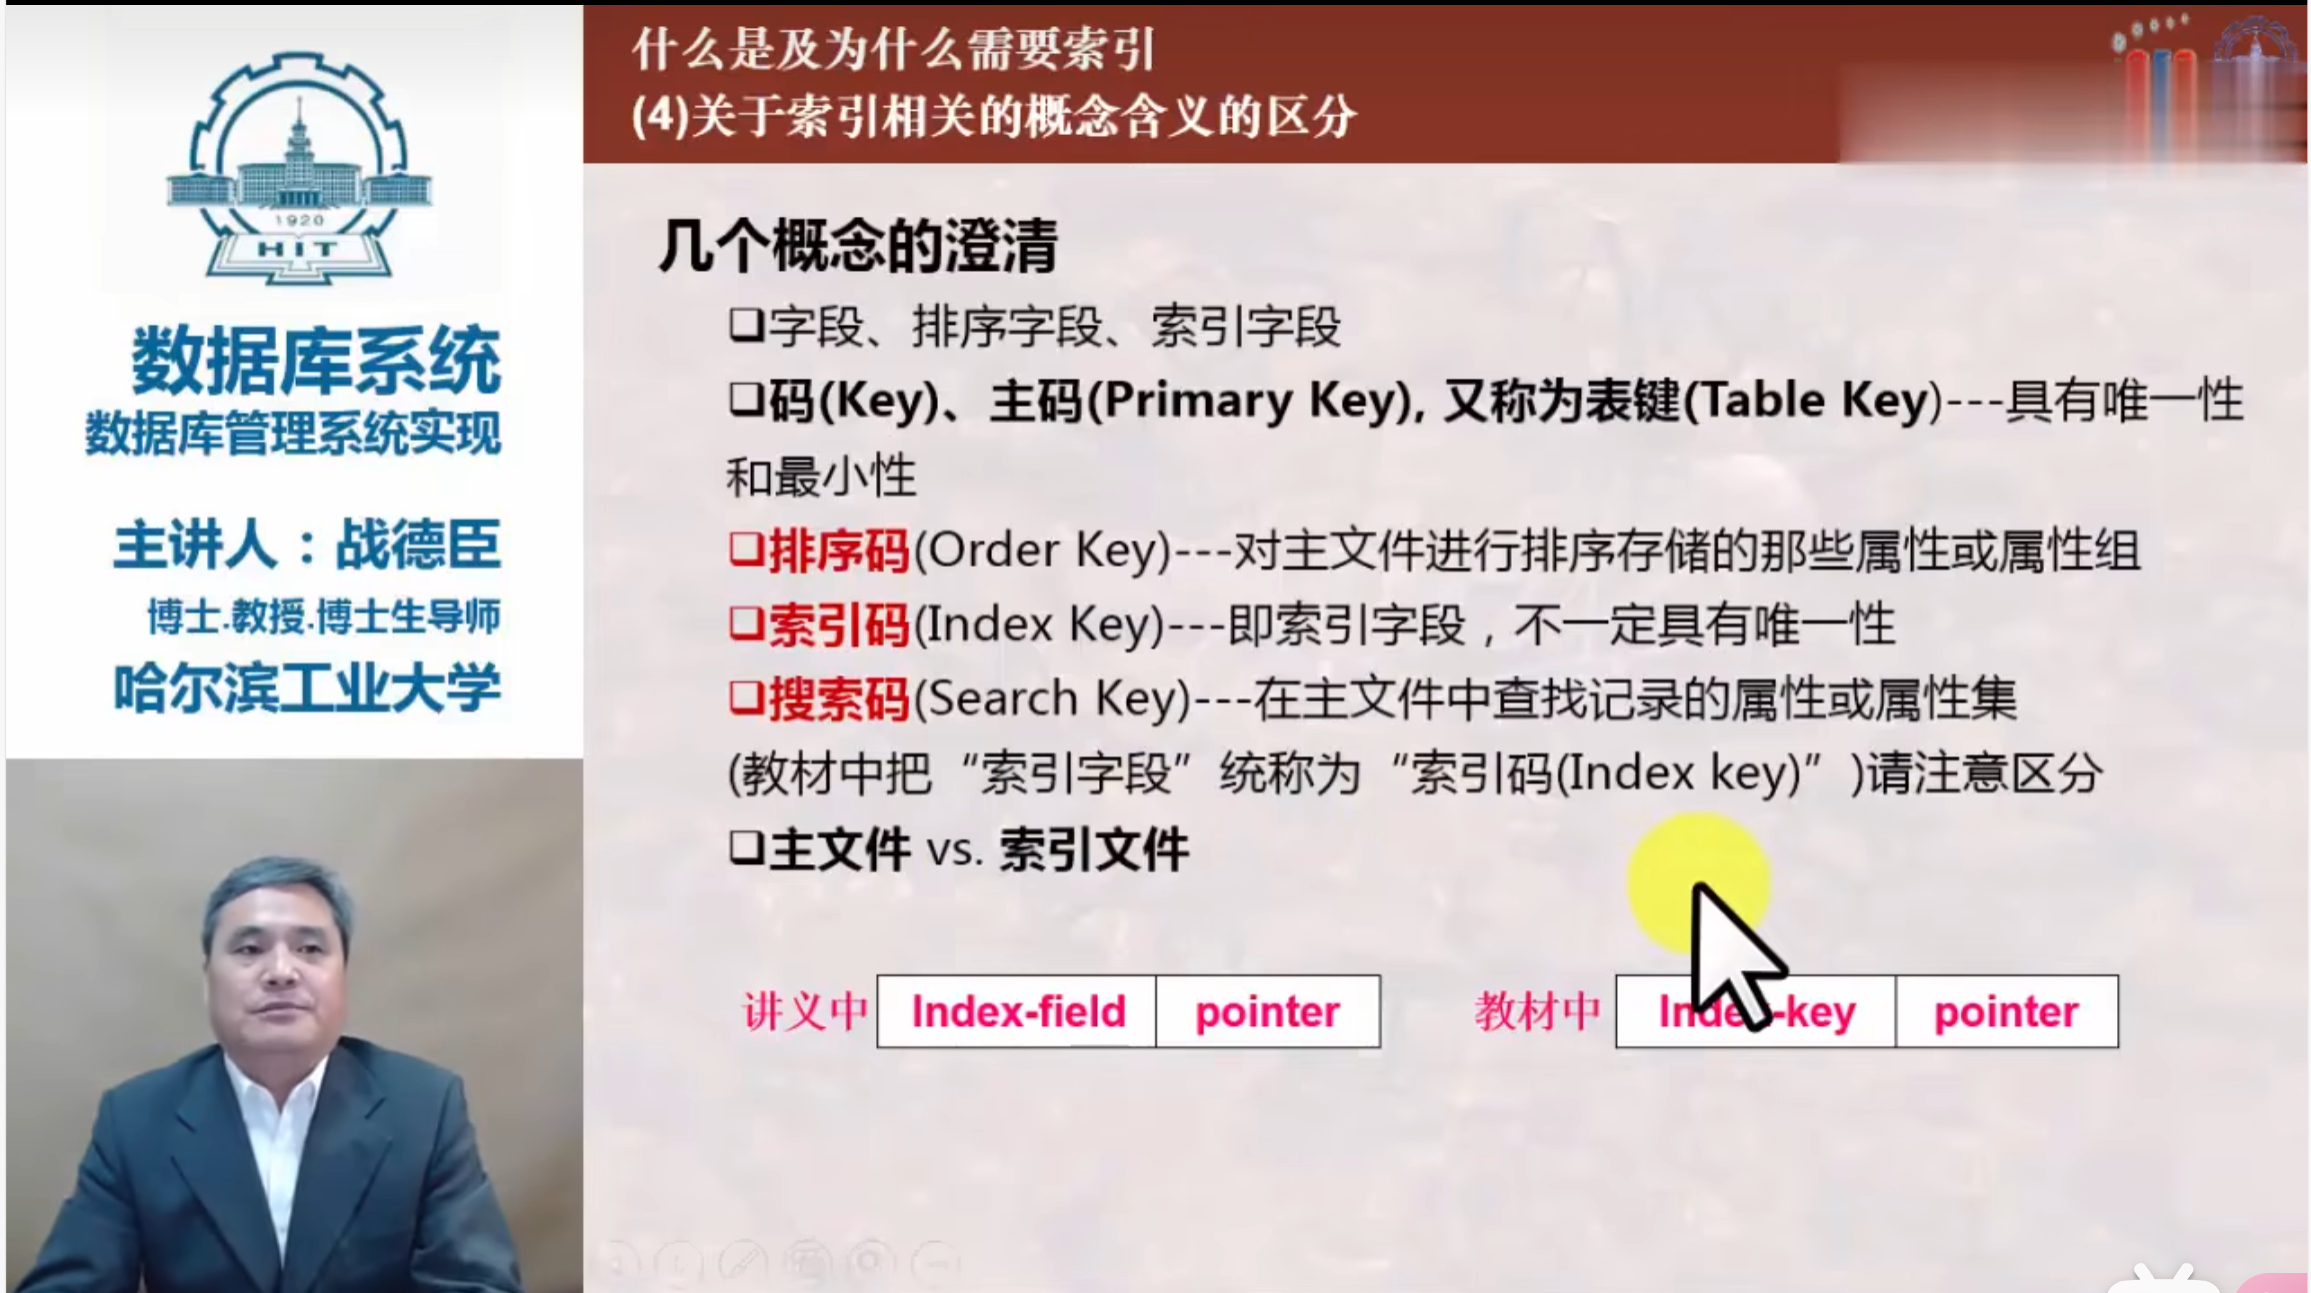 什么是及为什么需要索引
(4)关于索引相关的概念含义的区分
1920
HIT
数据库系统
数据库管理系统实现
主讲人：战德臣
博士.教授.博士生导师
哈尔滨工业大学
几个概念的澄清
❑字段、排序字段、索引字段
❑码(Key)、主码(Primary Key), 又称为表键(Table Key)---具有唯一性
和最小性
❑排序码(Order Key)---对主文件进行排序存储的那些属性或属性组
❑索引码(Index Key)---即索引字段，不一定具有唯一性
❑搜索码(Search Key)---在主文件中查找记录的属性或属性集
(教材中把“索引字段”统称为“索引码(Index key)”)请注意区分
❑主文件 vs. 索引文件
讲义中 Index-field pointer 教材中 Index-key pointer